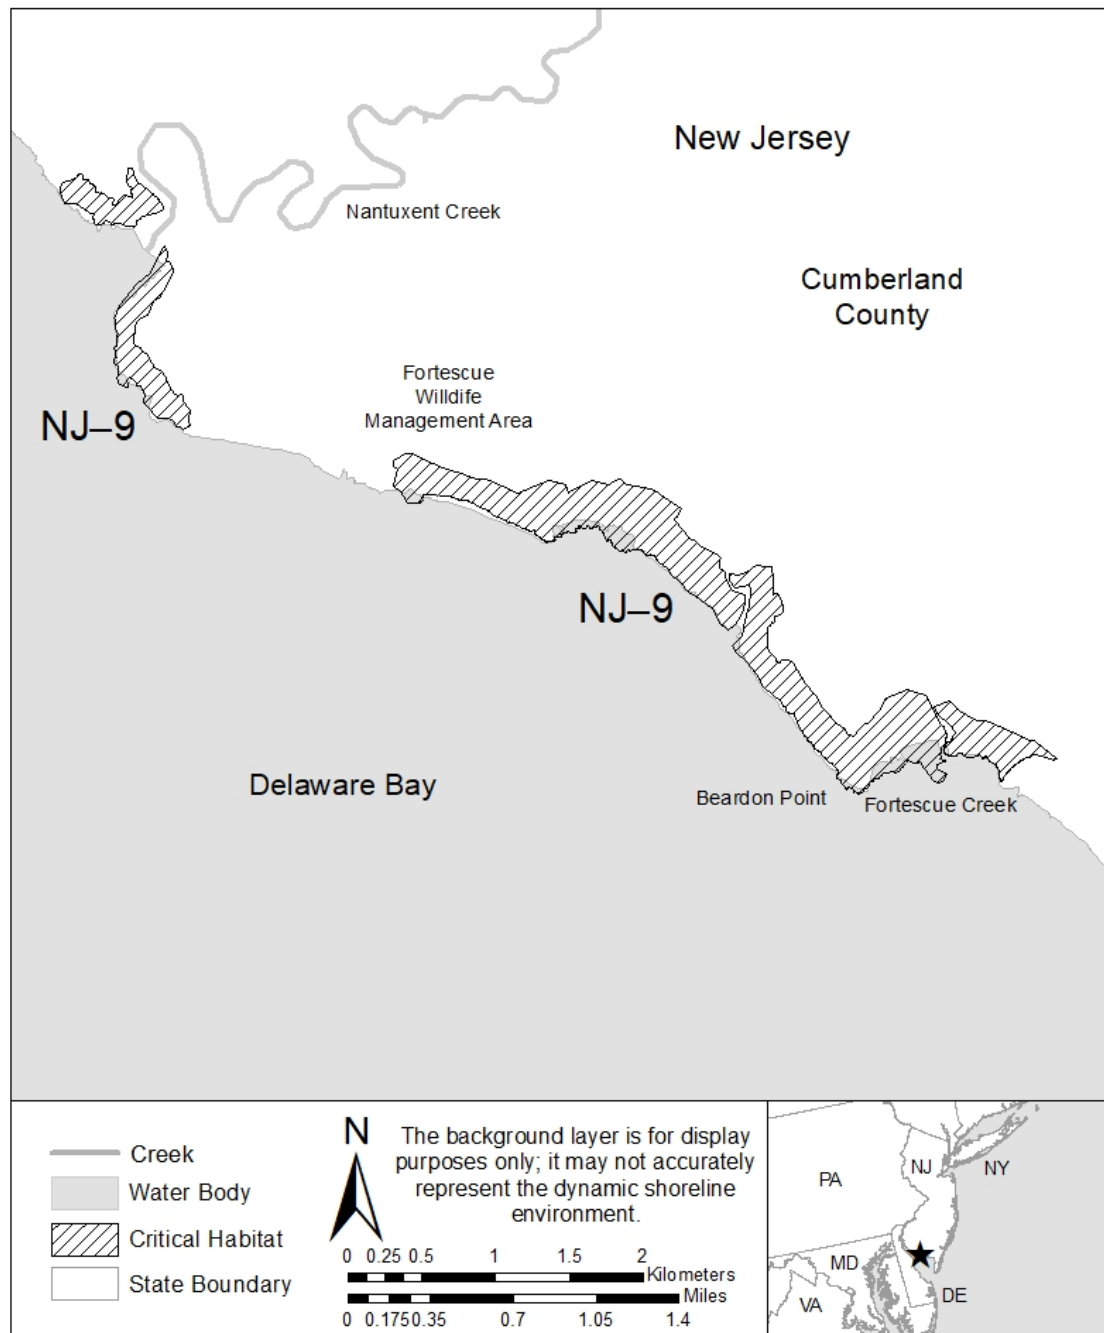 New Jersey
Nantuxent Creek
Cumberland
County
Fortescue
Willdife
Management Area
NJ–9
NJ–9
Delaware Bay
Beardon Point
Fortescue Creek
Creek
Water Body
Critical Habitat
State Boundary
N
The background layer is for display
purposes only; it may not accurately
represent the dynamic shoreline
environment.
0 0.25 0.5 1 1.5 2
Kilometers
Miles
0 0.175 0.35 0.7 1.05 1.4
PA
NJ
NY
MD
DE
VA